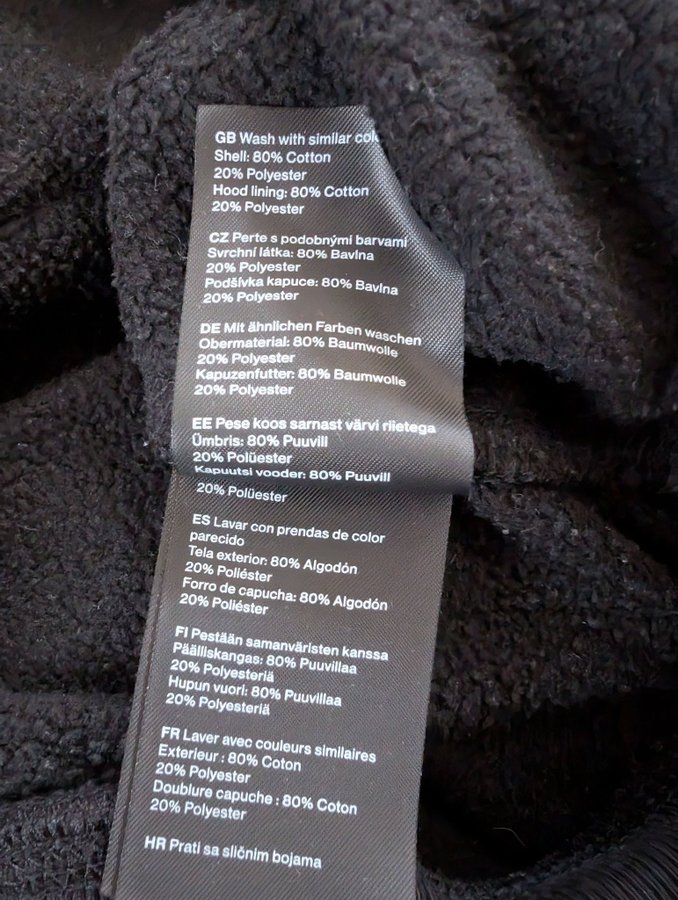 GB Wash with similar
Shell: 80% Cotton
20% Polyester
Hood lining: 80% Cotton
20% Polyester
CZ Perte s podobnými barvami
Svrchní látka: 80% Bavlna
20% Polyester
Podšívka kapuce: 80% Bavlna
20% Polyester
DE Mit ähnlichen Farben waschen
Obermaterial: 80% Baumwolle
20% Polyester
Kapuzenfutter: 80% Baumwolle
20% Polyester
EE Pese koos sarnast värvi riietega
Ümbris: 80% Puuvill
20% Polüester
Kapuutsi vooder: 80% Puuvill
20% Polüester
ES Lavar con prendas de color
parecido
Tela exterior: 80% Algodón
20% Poliéster
Forro de capucha: 80% Algodón
20% Poliéster
FI Pestään samanväristen kanssa
Päälliskangas: 80% Puuvillaa
20% Polyesteriä
Hupun vuori: 80% Puuvillaa
20% Polyesteriä
FR Laver avec couleurs similaires
Exterieur : 80% Coton
20% Polyester
Doublure capuche : 80% Coton
20% Polyester
HR Prati sa sličnim bojama